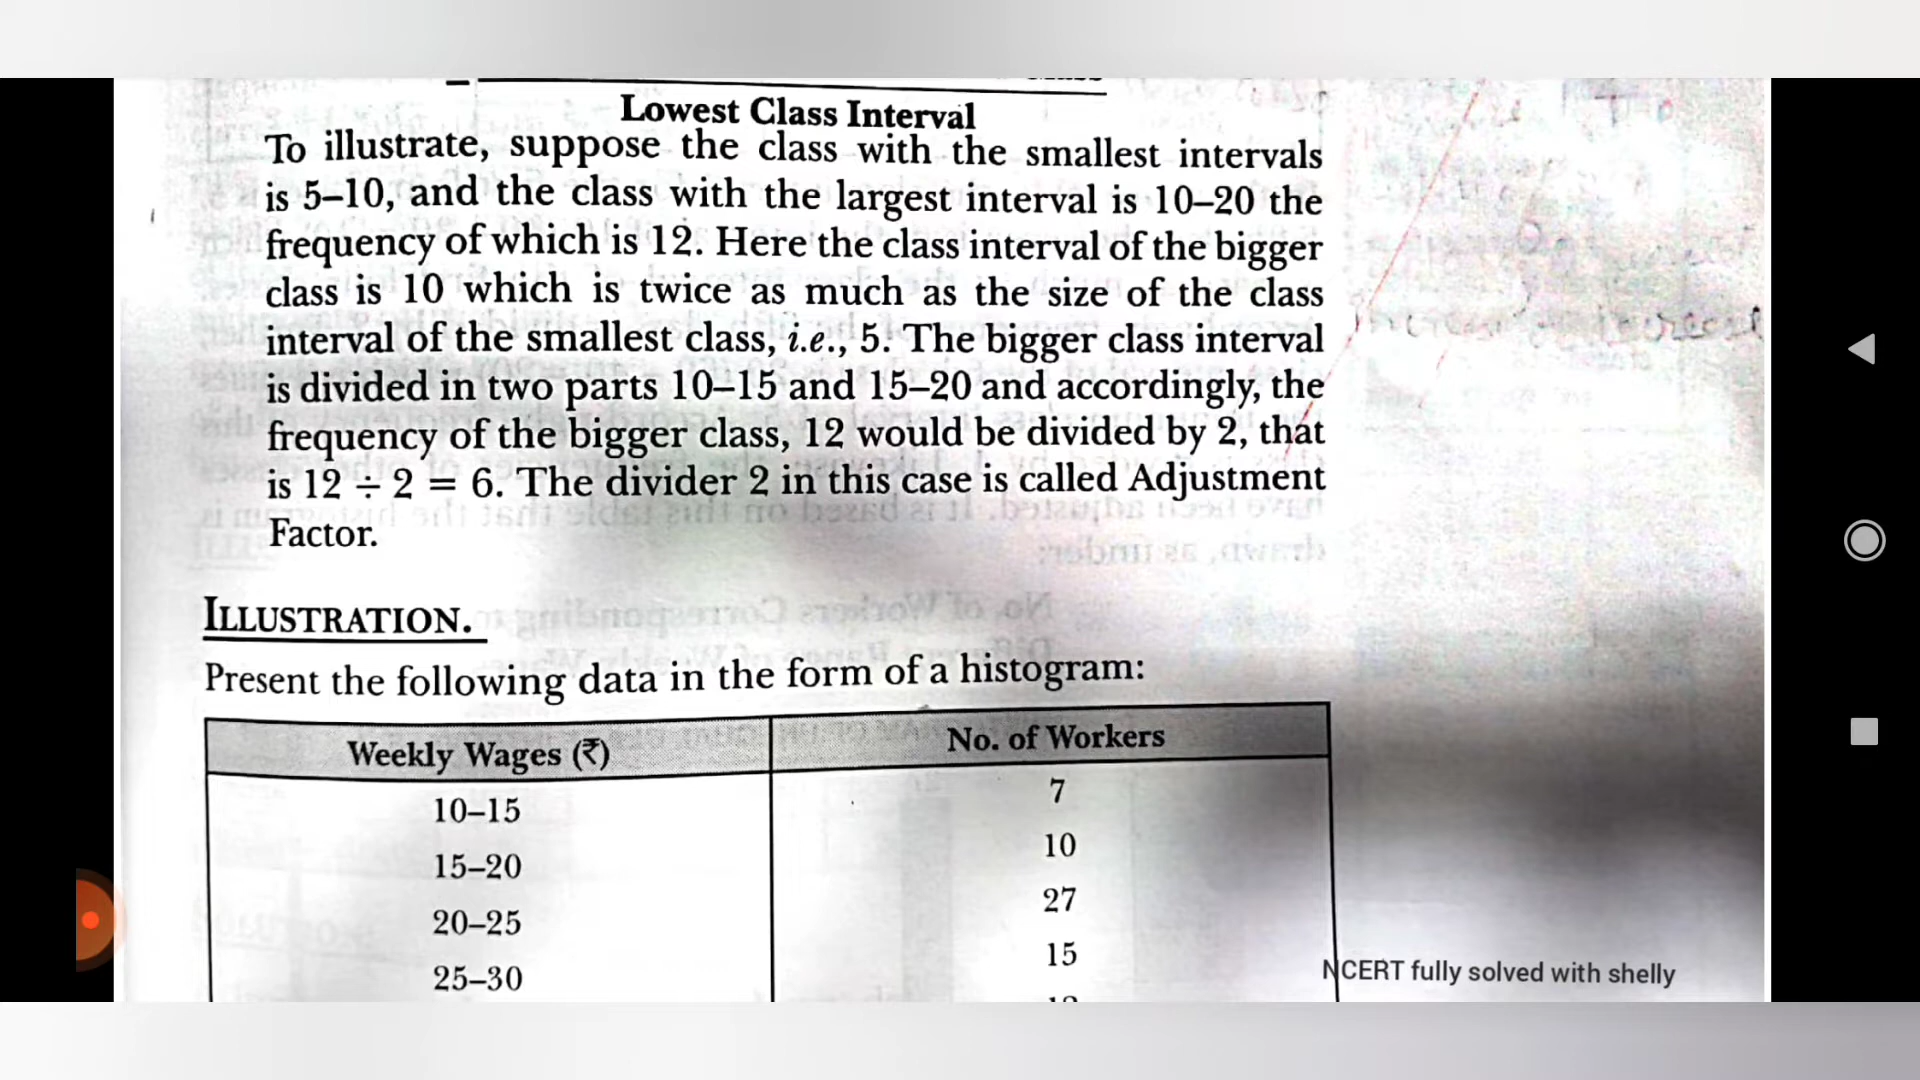 Lowest Class Interval
To illustrate, suppose the class with the smallest intervals
is 5–10, and the class with the largest interval is 10–20 the
frequency of which is 12. Here the class interval of the bigger
class is 10 which is twice as much as the size of the class
interval of the smallest class, i.e., 5. The bigger class interval
is divided in two parts 10–15 and 15–20 and accordingly, the
frequency of the bigger class, 12 would be divided by 2, that
is 12 ÷ 2 = 6. The divider 2 in this case is called Adjustment
Factor.
ILLUSTRATION.
Present the following data in the form of a histogram:
Weekly Wages (₹) No. of Workers
10–15 7
15–20 10
20–25 27
25–30 15
NCERT fully solved with shelly